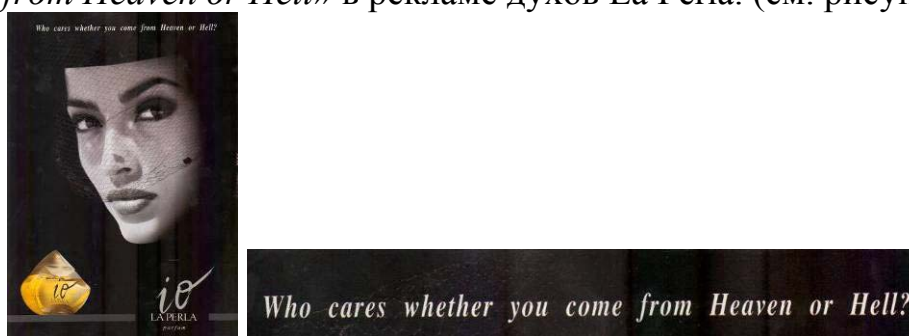 from Heaven or Hell» в рекламе духов La Perla. (см. рисун
Who cares whether you come from Heaven or Hell?
io
io
LA PERLA
parfum
Who cares whether you come from Heaven or Hell?